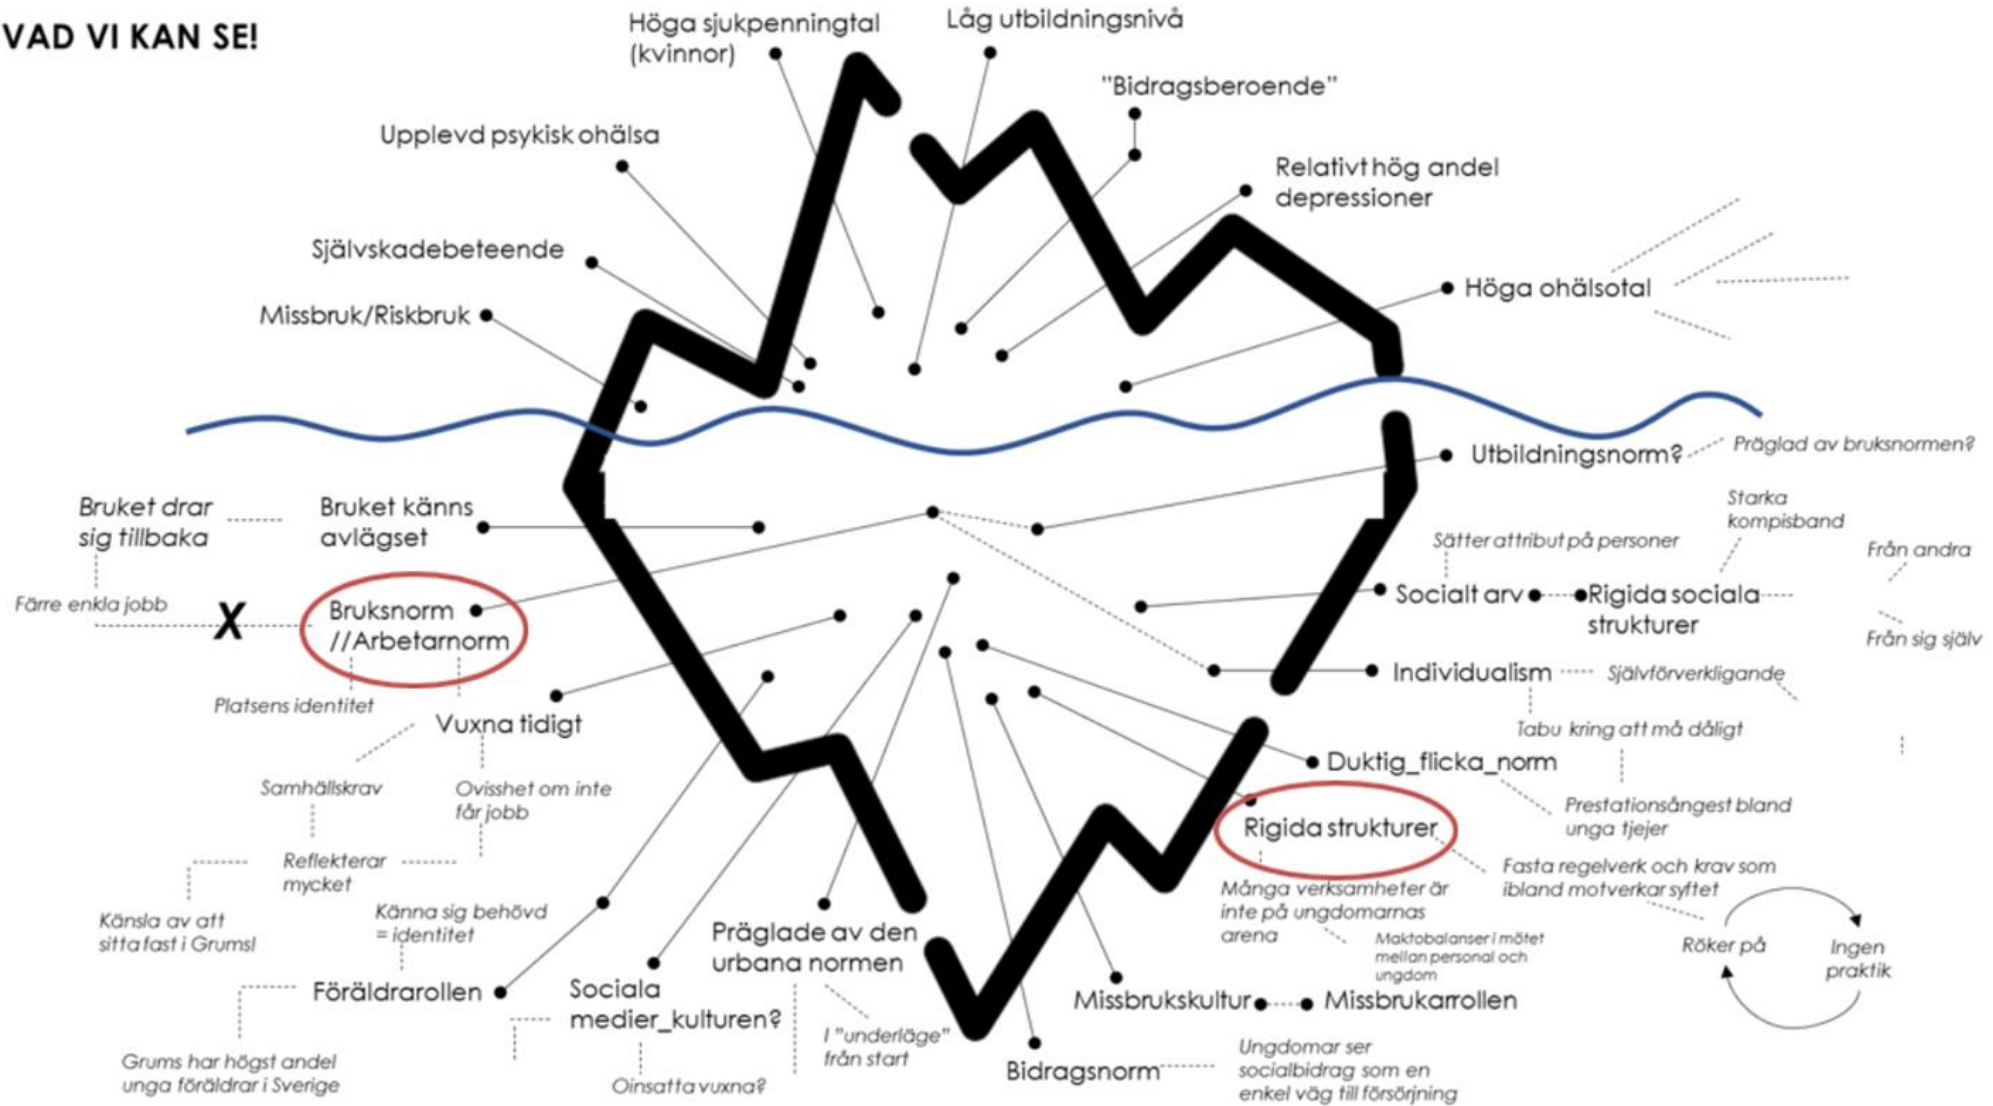 VAD VI KAN SE!
Höga sjukpenningtal
(kvinnor)
Låg utbildningsnivå
"Bidragsberoende"
Upplevd psykisk ohälsa
Relativt hög andel
depressioner
Självskadebeteende
Missbruk/Riskbruk
Höga ohälsotal
Utbildningsnorm?
Präglad av bruksnormen?
Bruket drar
sig tillbaka
Bruket känns
avlägset
Starka
kompisband
Sätter attribut på personer
Från andra
Färre enkla jobb
X
Bruksnorm
//Arbetarnorm
Socialt arv
Rigida sociala
strukturer
Från sig själv
Individualism
Självförverkligande
Platsens identitet
Vuxna tidigt
Tabu kring att må dåligt
Duktig_flicka_norm
Samhällskrav
Ovisshet om inte
får jobb
Prestationsångest bland
unga tjejer
Rigida strukturer
Reflekterar
mycket
Fasta regelverk och krav som
ibland motverkar syftet
Många verksamheter är
inte på ungdomarnas
arena
Känsla av att
sitta fast i Grums!
Känna sig behövd
= identitet
Präglade av den
urbana normen
Maktobalanser i mötet
mellan personal och
ungdom
Röker på
Ingen
praktik
Föräldrarollen
Sociala
medier_kulturen?
Missbrukskultur
Missbrukarrollen
I "underläge"
från start
Grums har högst andel
unga föräldrar i Sverige
Oinsatta vuxna?
Bidragsnorm
Ungdomar ser
socialbidrag som en
enkel väg till försörjning